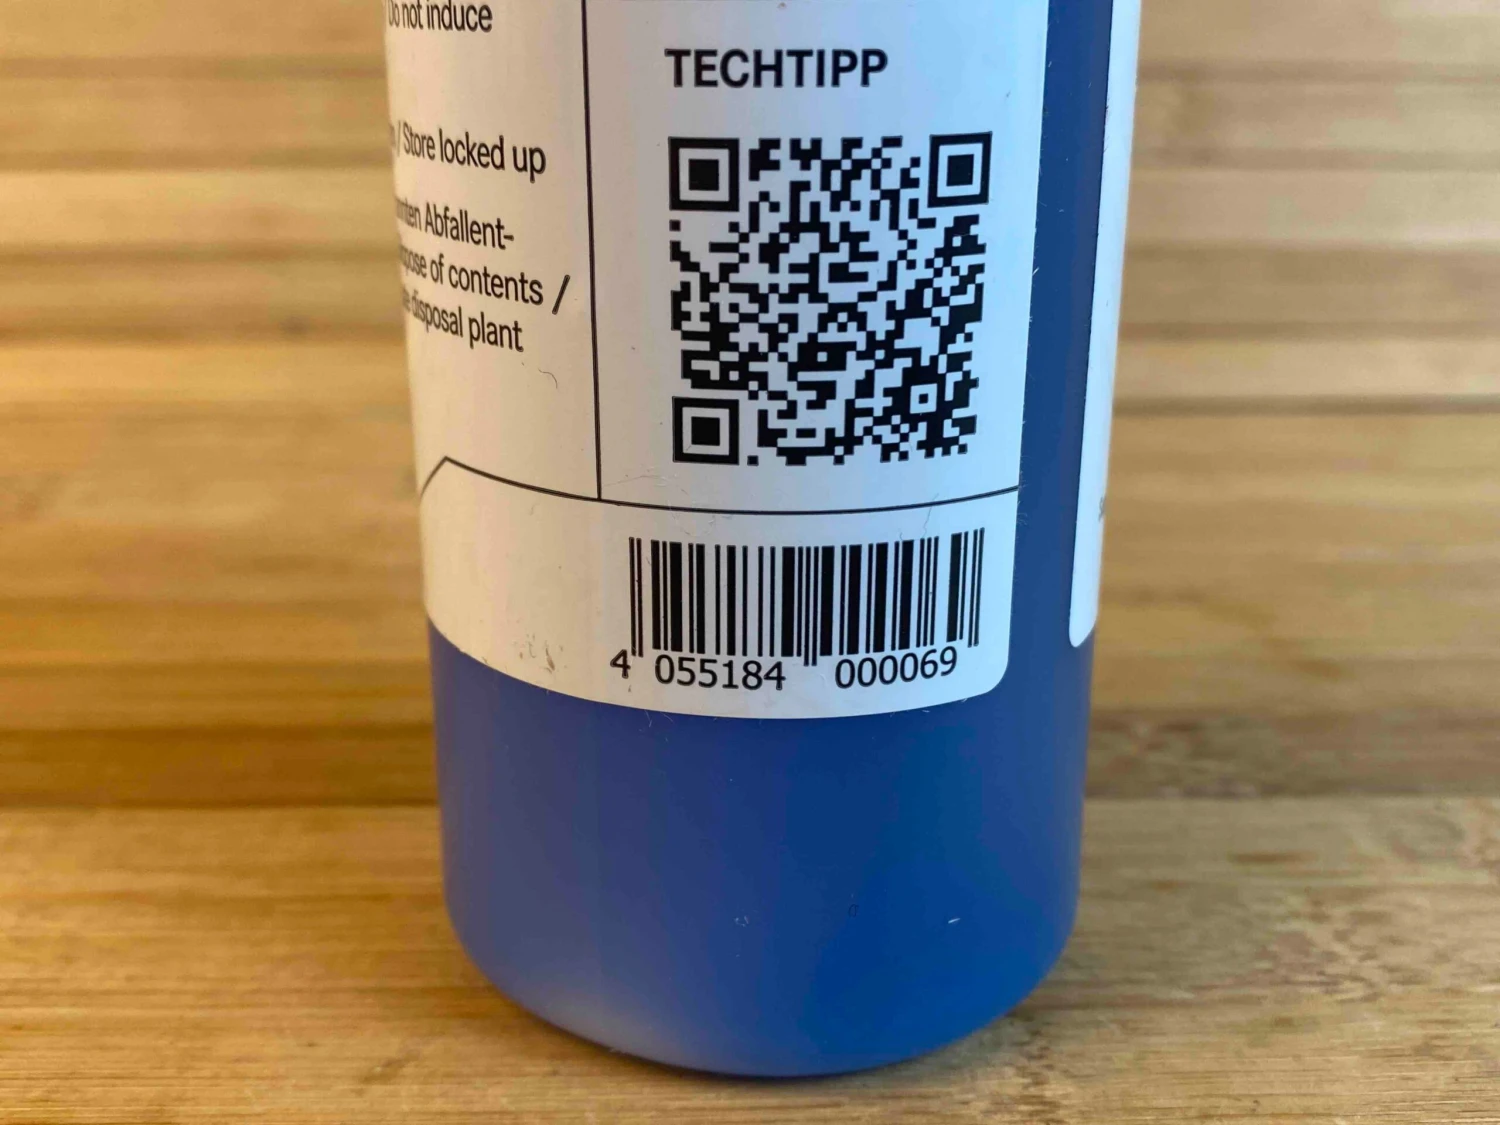 Do not induce
/ Store locked up
Abfallent-
of contents /
disposal plant
TECHTIPP
4 055184 000069